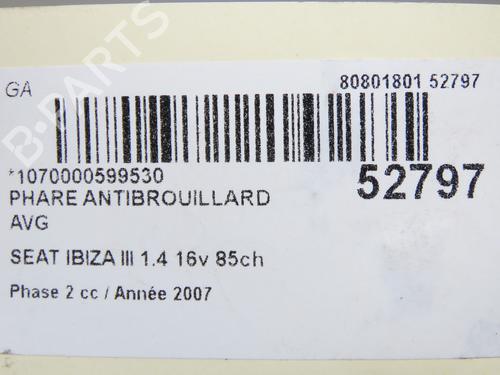 GA
80801801 52797
*1070000599530
52797
PHARE ANTIBROUILLARD
AVG
SEAT IBIZA III 1.4 16v 85ch
Phase 2 cc / Année 2007
B-PARTS